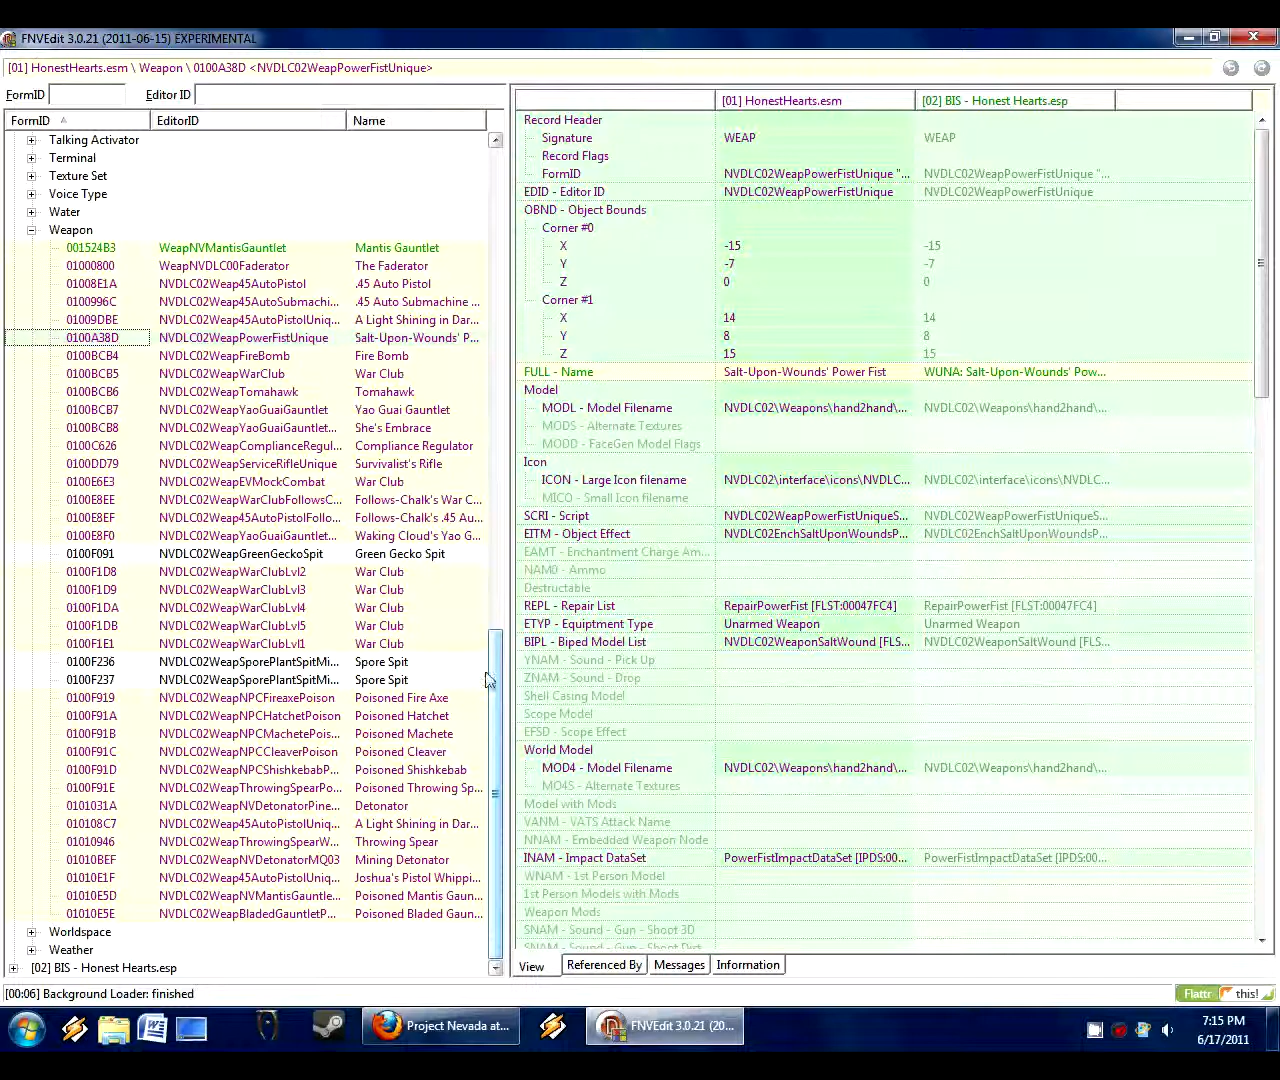 FNVEdit 3.0.21 (2011-06-15) EXPERIMENTAL
[01] HonestHearts.esm \ Weapon \ 0100A38D <NVDLC02WeapPowerFistUnique>
FormID Editor ID
FormID EditorID Name
Talking Activator
Terminal
Texture Set
Voice Type
Water
Weapon
001524B3 WeapNVMantisGauntlet Mantis Gauntlet
01000800 WeapNVDLC00Faderator The Faderator
01008E1A NVDLC02Weap45AutoPistol .45 Auto Pistol
0100996C NVDLC02Weap45AutoSubmachi... .45 Auto Submachine ...
01009DBE NVDLC02Weap45AutoPistolUniq... A Light Shining in Dar...
0100A38D NVDLC02WeapPowerFistUnique Salt-Upon-Wounds' P...
0100BCB4 NVDLC02WeapFireBomb Fire Bomb
0100BCB5 NVDLC02WeapWarClub War Club
0100BCB6 NVDLC02WeapTomahawk Tomahawk
0100BCB7 NVDLC02WeapYaoGuaiGauntlet Yao Guai Gauntlet
0100BCB8 NVDLC02WeapYaoGuaiGauntlet... She's Embrace
0100C626 NVDLC02WeapComplianceRegul... Compliance Regulator
0100DD79 NVDLC02WeapServiceRifleUnique Survivalist's Rifle
0100E6E3 NVDLC02WeapEVMockCombat War Club
0100E8EE NVDLC02WeapWarClubFollowsC... Follows-Chalk's War C...
0100E8EF NVDLC02Weap45AutoPistolFollo... Follows-Chalk's .45 Au...
0100E8F0 NVDLC02WeapYaoGuaiGauntlet... Waking Cloud's Yao G...
0100F091 NVDLC02WeapGreenGeckoSpit Green Gecko Spit
0100F1D8 NVDLC02WeapWarClubLvl2 War Club
0100F1D9 NVDLC02WeapWarClubLvl3 War Club
0100F1DA NVDLC02WeapWarClubLvl4 War Club
0100F1DB NVDLC02WeapWarClubLvl5 War Club
0100F1E1 NVDLC02WeapWarClubLvl1 War Club
0100F236 NVDLC02WeapSporePlantSpitMi... Spore Spit
0100F237 NVDLC02WeapSporePlantSpitMi... Spore Spit
0100F919 NVDLC02WeapNPCFireaxePoison Poisoned Fire Axe
0100F91A NVDLC02WeapNPCHatchetPoison Poisoned Hatchet
0100F91B NVDLC02WeapNPCMachetePois... Poisoned Machete
0100F91C NVDLC02WeapNPCCleaverPoison Poisoned Cleaver
0100F91D NVDLC02WeapNPCShishkebabP... Poisoned Shishkebab
0100F91E NVDLC02WeapThrowingSpearPo... Poisoned Throwing Sp...
0101031A NVDLC02WeapNVDetonatorPine... Detonator
010108C7 NVDLC02Weap45AutoPistolUniq... A Light Shining in Dar...
01010946 NVDLC02WeapThrowingSpearW... Throwing Spear
01010BEF NVDLC02WeapNVDetonatorMQ03 Mining Detonator
01010E1F NVDLC02Weap45AutoPistolUniq... Joshua's Pistol Whippi...
01010E5D NVDLC02WeapNVMantisGauntle... Poisoned Mantis Gaun...
01010E5E NVDLC02WeapBladedGauntletP... Poisoned Bladed Gaun...
Worldspace
Weather
[02] BIS - Honest Hearts.esp
[01] HonestHearts.esm [02] BIS - Honest Hearts.esp
Record Header
Signature WEAP WEAP
Record Flags
FormID NVDLC02WeapPowerFistUnique "... NVDLC02WeapPowerFistUnique "...
EDID - Editor ID NVDLC02WeapPowerFistUnique NVDLC02WeapPowerFistUnique
OBND - Object Bounds
Corner #0
X -15 -15
Y -7 -7
Z 0 0
Corner #1
X 14 14
Y 8 8
Z 15 15
FULL - Name Salt-Upon-Wounds' Power Fist WUNA: Salt-Upon-Wounds' Pow...
Model
MODL - Model Filename NVDLC02\Weapons\hand2hand\... NVDLC02\Weapons\hand2hand\...
MODS - Alternate Textures
MODD - FaceGen Model Flags
Icon
ICON - Large Icon filename NVDLC02\interface\icons\NVDLC... NVDLC02\interface\icons\NVDLC...
MICO - Small Icon filename
SCRI - Script NVDLC02WeapPowerFistUniqueS... NVDLC02WeapPowerFistUniqueS...
EITM - Object Effect NVDLC02EnchSaltUponWoundsP... NVDLC02EnchSaltUponWoundsP...
EAMT - Enchantment Charge Am...
NAM0 - Ammo
Destructable
REPL - Repair List RepairPowerFist [FLST:00047FC4] RepairPowerFist [FLST:00047FC4]
ETYP - Equiptment Type Unarmed Weapon Unarmed Weapon
BIPL - Biped Model List NVDLC02WeaponSaltWound [FLS... NVDLC02WeaponSaltWound [FLS...
YNAM - Sound - Pick Up
ZNAM - Sound - Drop
Shell Casing Model
Scope Model
EFSD - Scope Effect
World Model
MOD4 - Model Filename NVDLC02\Weapons\hand2hand\... NVDLC02\Weapons\hand2hand\...
MO4S - Alternate Textures
Model with Mods
VANM - VATS Attack Name
NNAM - Embedded Weapon Node
INAM - Impact DataSet PowerFistImpactDataSet [IPDS:00... PowerFistImpactDataSet [IPDS:00...
WNAM - 1st Person Model
1st Person Models with Mods
Weapon Mods
SNAM - Sound - Gun - Shoot 3D
SNAM - Sound - Gun - Shoot Dist
View Referenced By Messages Information
[00:06] Background Loader: finished
Flattr this!
Project Nevada at...
FNVEdit 3.0.21 (20...
7:15 PM
6/17/2011